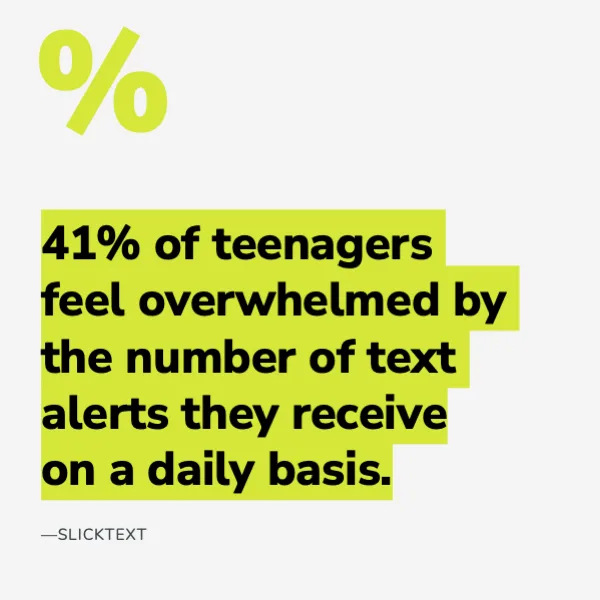 %
41% of teenagers
feel overwhelmed by
the number of text
alerts they receive
on a daily basis.
—SLICKTEXT